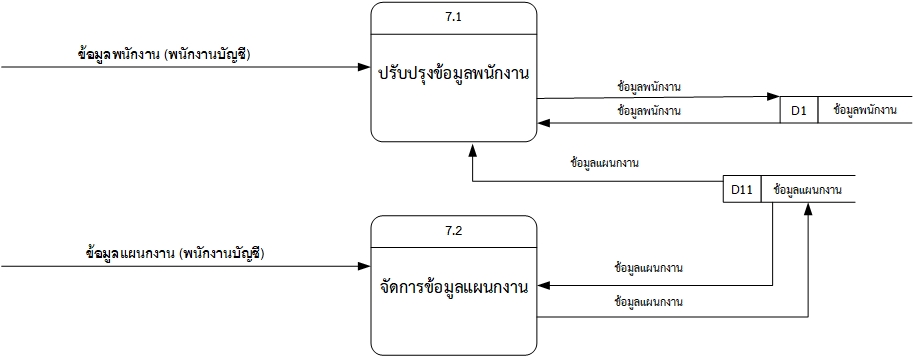 7.1
ข้อมูลพนักงาน (พนักงานบัญชี)
ปรับปรุงข้อมูลพนักงาน
ข้อมูลพนักงาน
ข้อมูลพนักงาน
D1 ข้อมูลพนักงาน
ข้อมูลแผนกงาน
D11 ข้อมูลแผนกงาน
7.2
ข้อมูลแผนกงาน (พนักงานบัญชี)
จัดการข้อมูลแผนกงาน
ข้อมูลแผนกงาน
ข้อมูลแผนกงาน